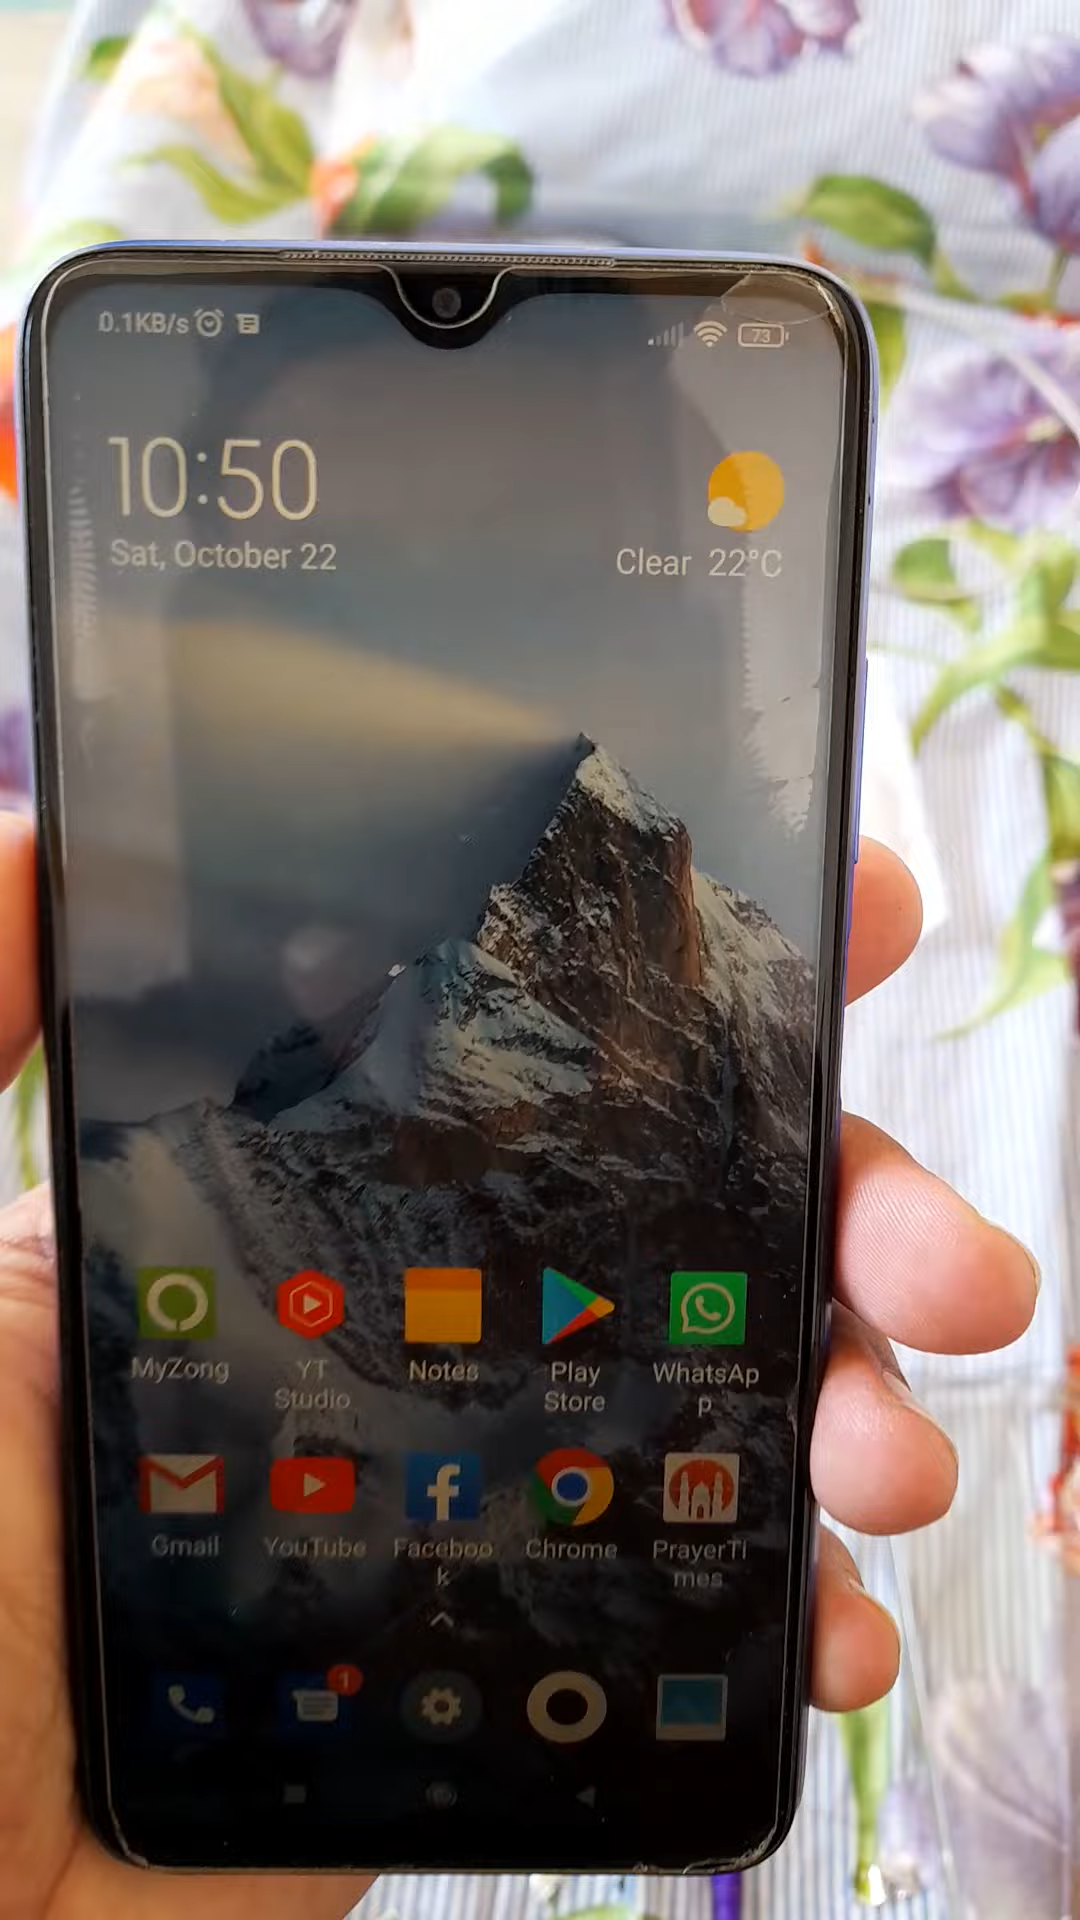 0.1KB/s
73
10:50
Sat, October 22
Clear 22°C
MyZong
YT
Studio
Notes
Play
Store
WhatsAp
p
Gmail
YouTube
Faceboo
k
Chrome
PrayerTi
mes
1